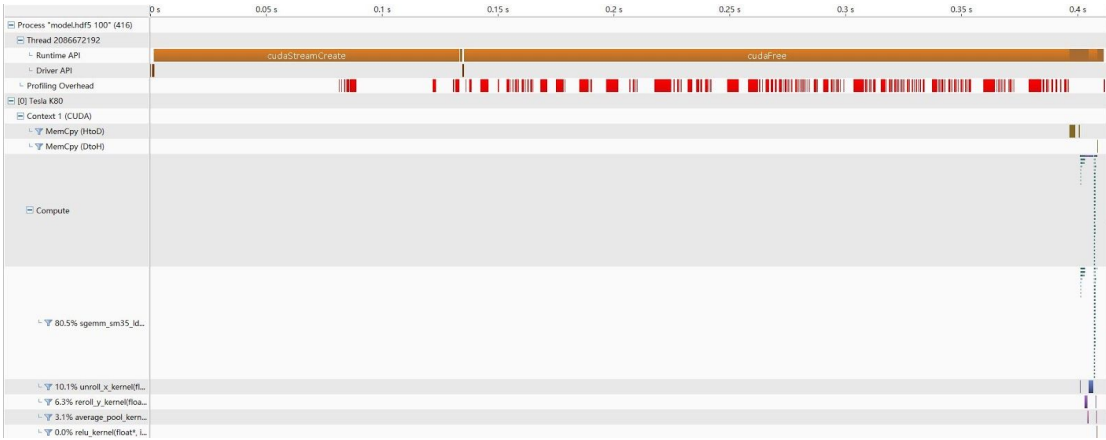 0 s 0.05 s 0.1 s 0.15 s 0.2 s 0.25 s 0.3 s 0.35 s 0.4 s
Process "model.hdf5 100" (416)
Thread 2086672192
Runtime API cudaStreamCreate cudaFree
Driver API
Profiling Overhead
[0] Tesla K80
Context 1 (CUDA)
MemCpy (HtoD)
MemCpy (DtoH)
Compute
80.5% sgemm_sm35_ld...
10.1% unroll_x_kernel(fl...
6.3% reroll_y_kernel(floa...
3.1% average_pool_kern...
0.0% relu_kernel(float*, i...